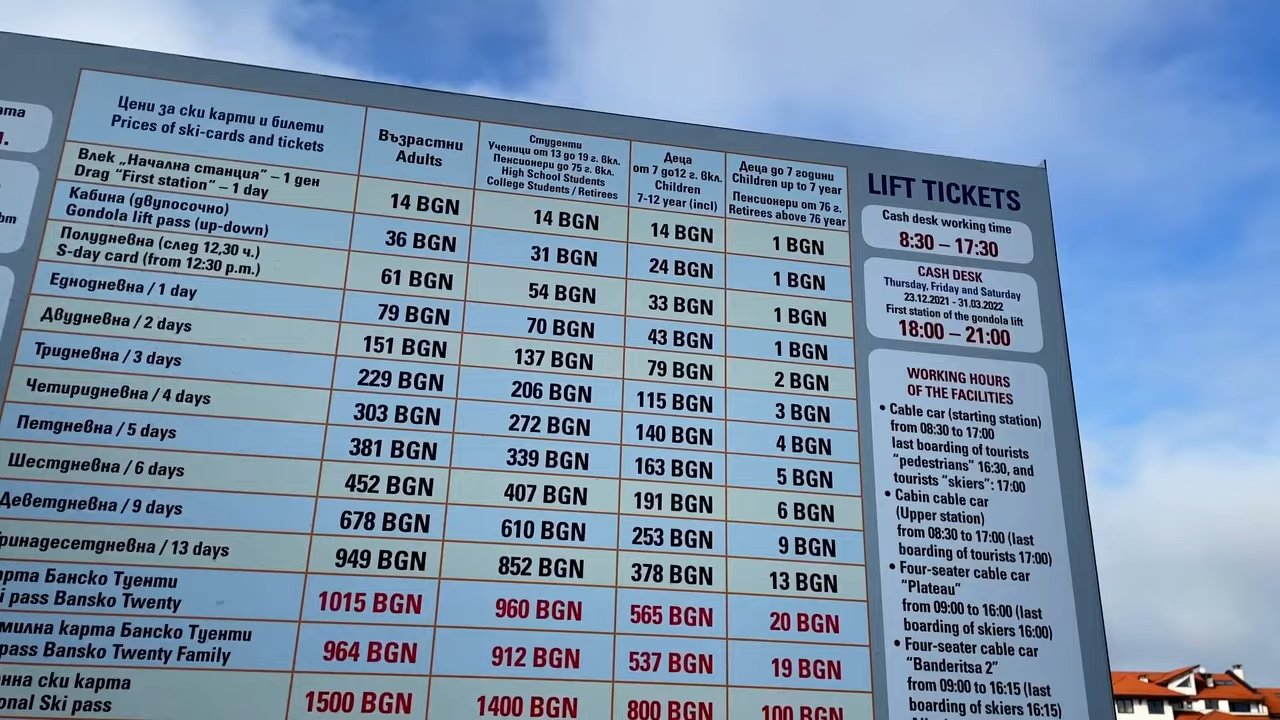 Цени за ски карти и билети
Prices of ski-cards and tickets
Възрастни
Adults
Студенти
Ученици от 13 до 19 г. вкл.
Пенсионери до 75 г. вкл.
High School Students
College Students / Retirees
Деца
от 7 до12 г. вкл.
Children
7-12 year (incl)
Деца до 7 години
Children up to 7 year
Пенсионери от 76 г.
Retirees above 76 year
Влек „Начална станция” – 1 ден
Drag “First station” – 1 day
14 BGN
14 BGN
14 BGN
1 BGN
Кабина (двупосочно)
Gondola lift pass (up-down)
36 BGN
31 BGN
24 BGN
1 BGN
Полудневна (след 12,30 ч.)
S-day card (from 12:30 p.m.)
61 BGN
54 BGN
33 BGN
1 BGN
Еднодневна / 1 day
79 BGN
70 BGN
43 BGN
1 BGN
Двудневна / 2 days
151 BGN
137 BGN
79 BGN
2 BGN
Тридневна / 3 days
229 BGN
206 BGN
115 BGN
3 BGN
Четиридневна / 4 days
303 BGN
272 BGN
140 BGN
4 BGN
Петдневна / 5 days
381 BGN
339 BGN
163 BGN
5 BGN
Шестдневна / 6 days
452 BGN
407 BGN
191 BGN
6 BGN
Деветдневна / 9 days
678 BGN
610 BGN
253 BGN
9 BGN
ринадесетдневна / 13 days
949 BGN
852 BGN
378 BGN
13 BGN
арта Банско Туенти
i pass Bansko Twenty
1015 BGN
960 BGN
565 BGN
20 BGN
милна карта Банско Туенти
pass Bansko Twenty Family
964 BGN
912 BGN
537 BGN
19 BGN
нна ски карта
onal Ski pass
1500 BGN
1400 BGN
800 BGN
100 BGN
LIFT TICKETS
Cash desk working time
8:30 – 17:30
CASH DESK
Thursday, Friday and Saturday
23.12.2021 - 31.03.2022
First station of the gondola lift
18:00 – 21:00
WORKING HOURS
OF THE FACILITIES
• Cable car (starting station)
from 08:30 to 17:00
last boarding of tourists
“pedestrians” 16:30, and
tourists “skiers”: 17:00
• Cabin cable car
(Upper station)
from 08:30 to 17:00 (last
boarding of tourists 17:00)
• Four-seater cable car
“Plateau”
from 09:00 to 16:00 (last
boarding of skiers 16:00)
• Four-seater cable car
“Banderitsa 2”
from 09:00 to 16:15 (last
boarding of skiers 16:15)